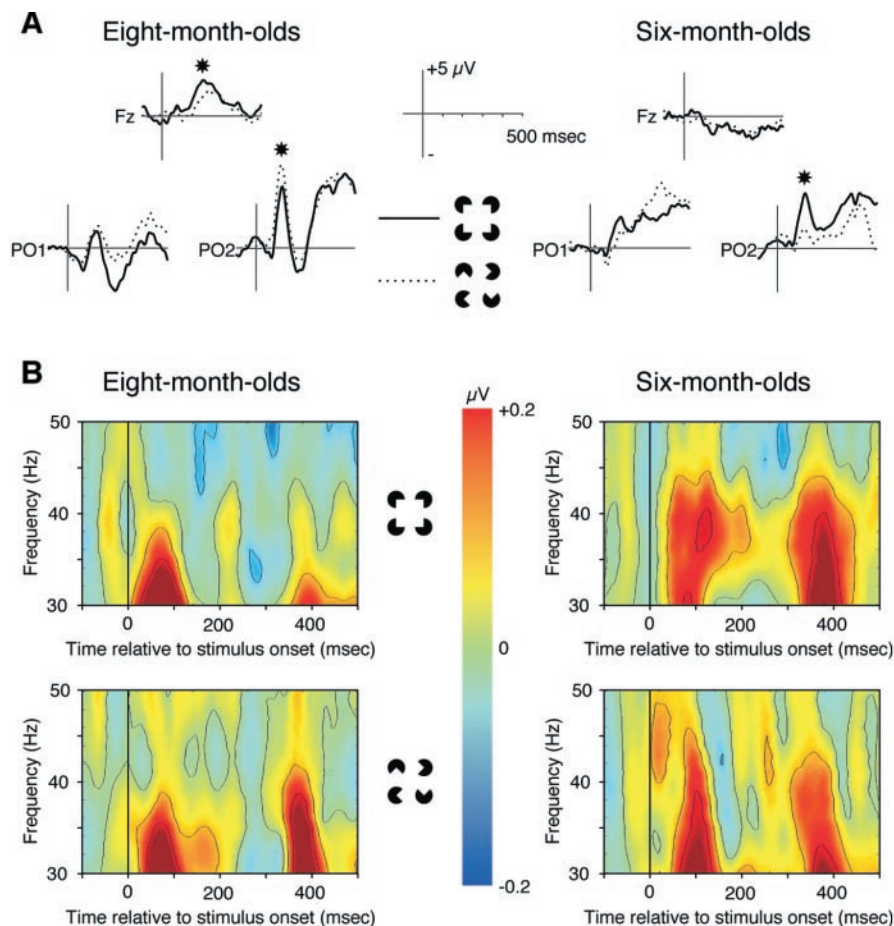 A
Eight-month-olds
Six-month-olds
+5 µV
500 msec
-
Fz
Fz
PO1
PO2
PO1
PO2
B
Eight-month-olds
Six-month-olds
µV
+0.2
0
-0.2
50
40
30
Frequency (Hz)
0 200 400
Time relative to stimulus onset (msec)
50
40
30
Frequency (Hz)
0 200 400
Time relative to stimulus onset (msec)
50
40
30
Frequency (Hz)
0 200 400
Time relative to stimulus onset (msec)
50
40
30
Frequency (Hz)
0 200 400
Time relative to stimulus onset (msec)